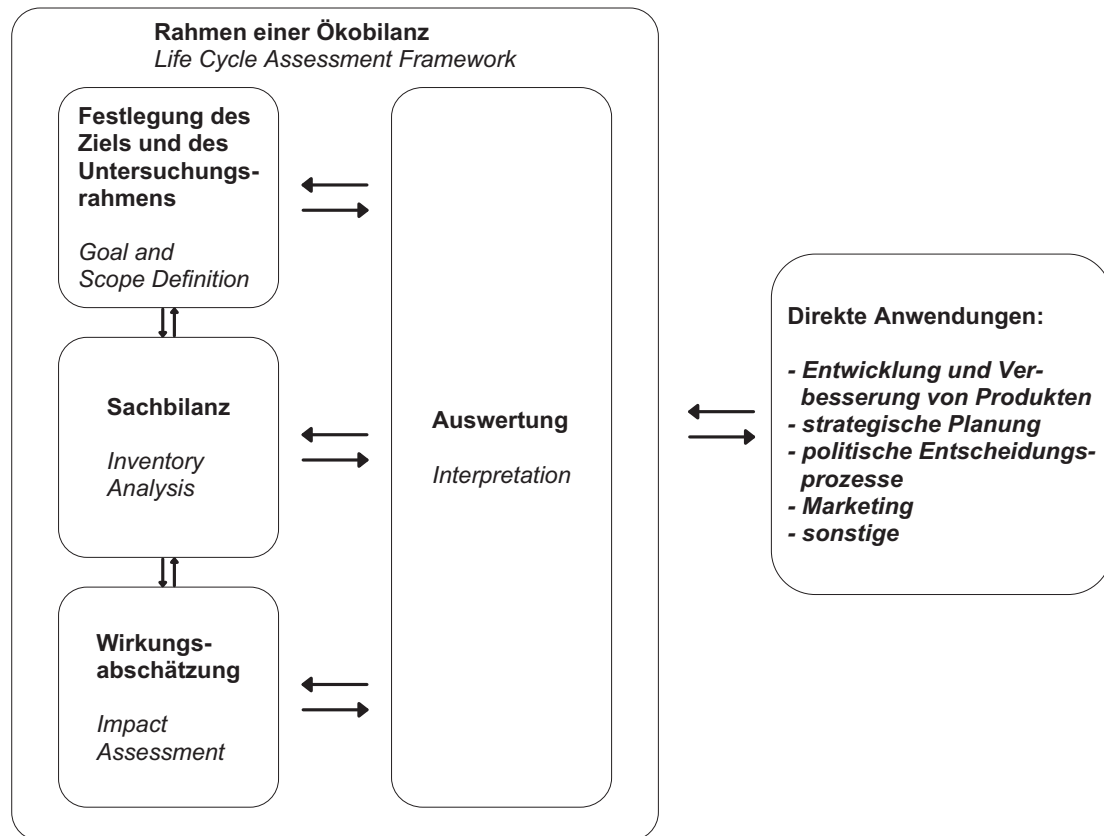 Rahmen einer Ökobilanz
Life Cycle Assessment Framework
Festlegung des
Ziels und des
Untersuchungs-
rahmens
Goal and
Scope Definition
Sachbilanz
Inventory
Analysis
Wirkungs-
abschätzung
Impact
Assessment
Auswertung
Interpretation
Direkte Anwendungen:
- Entwicklung und Ver-
besserung von Produkten
- strategische Planung
- politische Entscheidungs-
prozesse
- Marketing
- sonstige